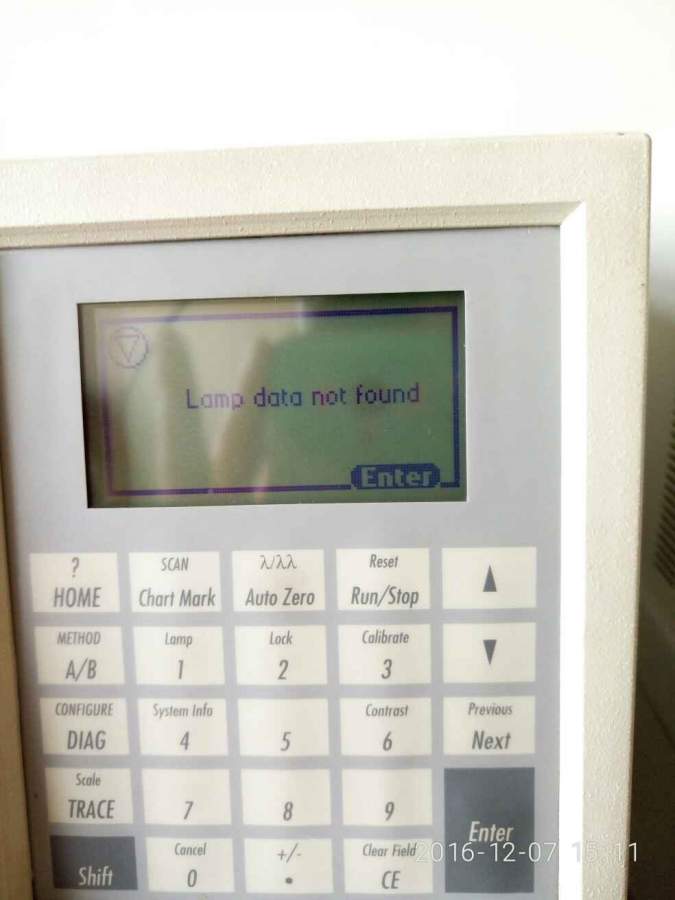 Lamp data not found
Enter
?
HOME
SCAN
Chart Mark
λ/λλ
Auto Zero
Reset
Run/Stop
METHOD
A/B
Lamp
1
Lock
2
Calibrate
3
CONFIGURE
DIAG
System Info
4
5
Contrast
6
Previous
Next
Scale
TRACE
7
8
9
Enter
Shift
Cancel
0
+/-
.
Clear Field
CE
2016-12-07 15:11